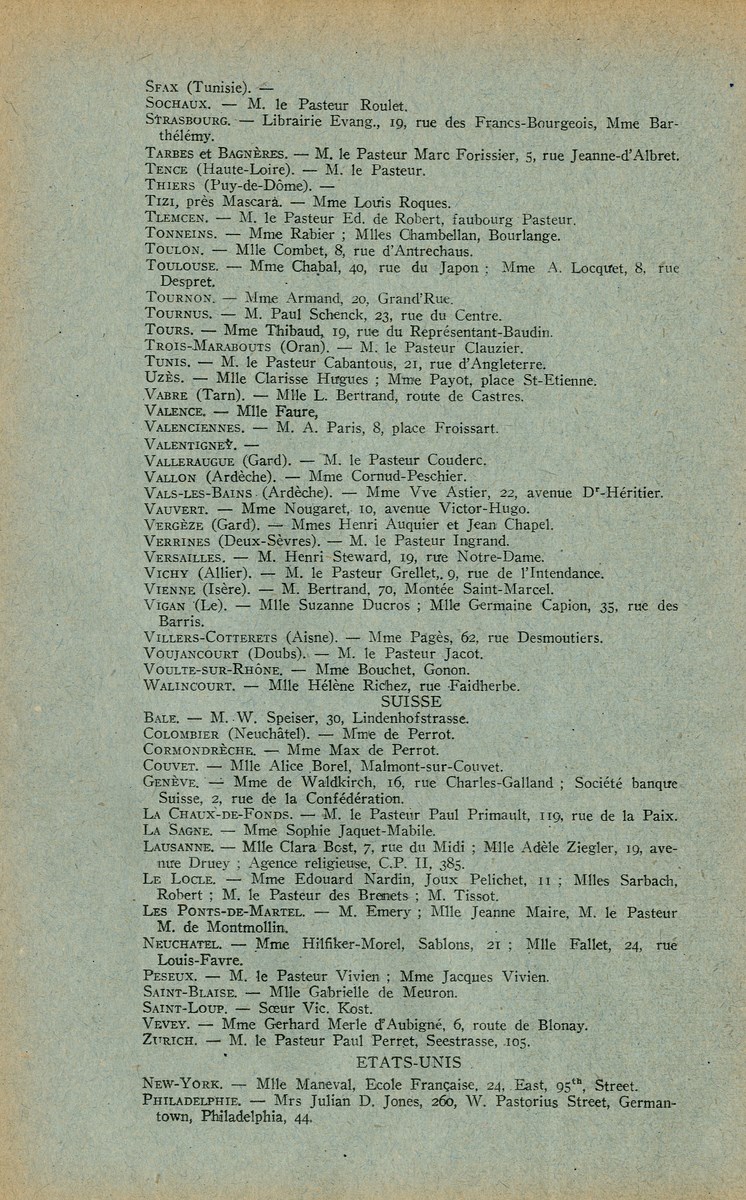 SFAX (Tunisie). —
SOCHAUX. — M. le Pasteur Roulet.
STRASBOURG. — Librairie Evang., 19, rue des Francs-Bourgeois, Mme Bar-
thélémy.
TARBES et BAGNÈRES. — M. le Pasteur Marc Forissier, 5, rue Jeanne-d'Albret.
TENCE (Haute-Loire). — M. le Pasteur.
THIERS (Puy-de-Dôme). —
TIZI, près Mascara. — Mme Louis Roques.
TLEMCEN. — M. le Pasteur Ed. de Robert, faubourg Pasteur.
TONNEINS. — Mme Rabier ; Mlles Chambellan, Bourlange.
TOULON. — Mlle Combet, 8, rue d'Antrechaus.
TOULOUSE. — Mme Chabal, 40, rue du Japon ; Mme A. Locquet, 8, rue
Despret.
TOURNON. — Mme Armand, 20, Grand'Rue.
TOURNUS. — M. Paul Schenck, 23, rue du Centre.
TOURS. — Mme Thibaud, 19, rue du Représentant-Baudin.
TROIS-MARABOUTS (Oran). — M. le Pasteur Clauzier.
TUNIS. — M. le Pasteur Cabantous, 21, rue d'Angleterre.
UZÈS. — Mlle Clarisse Hugues ; Mme Payot, place St-Etienne.
VABRE (Tarn). — Mlle L. Bertrand, route de Castres.
VALENCE. — Mlle Faure,
VALENCIENNES. — M. A. Paris, 8, place Froissart.
VALENTIGNEY. —
VALLERAUGUE (Gard). — M. le Pasteur Couderc.
VALLON (Ardèche). — Mme Cornud-Peschier.
VALS-LES-BAINS (Ardèche). — Mme Vve Astier, 22, avenue Dr-Héritier.
VAUVERT. — Mme Nougaret, 10, avenue Victor-Hugo.
VERGÈZE (Gard). — Mmes Henri Auquier et Jean Chapel.
VERRINES (Deux-Sèvres). — M. le Pasteur Ingrand.
VERSAILLES. — M. Henri Steward, 19, rue Notre-Dame.
VICHY (Allier). — M. le Pasteur Grellet, 9, rue de l'Intendance.
VIENNE (Isère). — M. Bertrand, 70, Montée Saint-Marcel.
VIGAN (Le). — Mlle Suzanne Ducros ; Mlle Germaine Capion, 35, rue des
Barris.
VILLERS-COTTERETS (Aisne). — Mme Pagès, 62, rue Desmoutiers.
VOUJANCOURT (Doubs). — M. le Pasteur Jacot.
VOULTE-SUR-RHÔNE. — Mme Bouchet, Gonon.
WALINCOURT. — Mlle Hélène Richez, rue Faidherbe.
SUISSE
BALE. — M. W. Speiser, 30, Lindenhofstrasse.
COLOMBIER (Neuchâtel). — Mme de Perrot.
CORMONDRÈCHE. — Mme Max de Perrot.
COUVET. — Mlle Alice Borel, Malmont-sur-Couvet.
GENÈVE. — Mme de Waldkirch, 16, rue Charles-Galland ; Société banque
Suisse, 2, rue de la Confédération.
LA CHAUX-DE-FONDS. — M. le Pasteur Paul Primault, 119, rue de la Paix.
LA SAGNE. — Mme Sophie Jaquet-Mabile.
LAUSANNE. — Mlle Clara Bost, 7, rue du Midi ; Mlle Adèle Ziegler, 19, ave-
nue Druey ; Agence religieuse, C.P. II, 385.
LE LOCLE. — Mme Edouard Nardin, Joux Pelichet, 11 ; Mlles Sarbach,
Robert ; M. le Pasteur des Brenets ; M. Tissot.
LES PONTS-DE-MARTEL. — M. Emery ; Mlle Jeanne Maire, M. le Pasteur
M. de Montmollin.
NEUCHATEL. — Mme Hilfiker-Morel, Sablons, 21 ; Mlle Fallet, 24, rue
Louis-Favre.
PESEUX. — M. le Pasteur Vivien ; Mme Jacques Vivien.
SAINT-BLAISE. — Mlle Gabrielle de Meuron.
SAINT-LOUP. — Sœur Vic. Kost.
VEVEY. — Mme Gerhard Merle d'Aubigné, 6, route de Blonay.
ZURICH. — M. le Pasteur Paul Perret, Seestrasse, 105.
ETATS-UNIS
NEW-YORK. — Mlle Maneval, Ecole Française, 24, East, 95th, Street.
PHILADELPHIE. — Mrs Julian D. Jones, 260, W. Pastorius Street, German-
town, Philadelphia, 44.